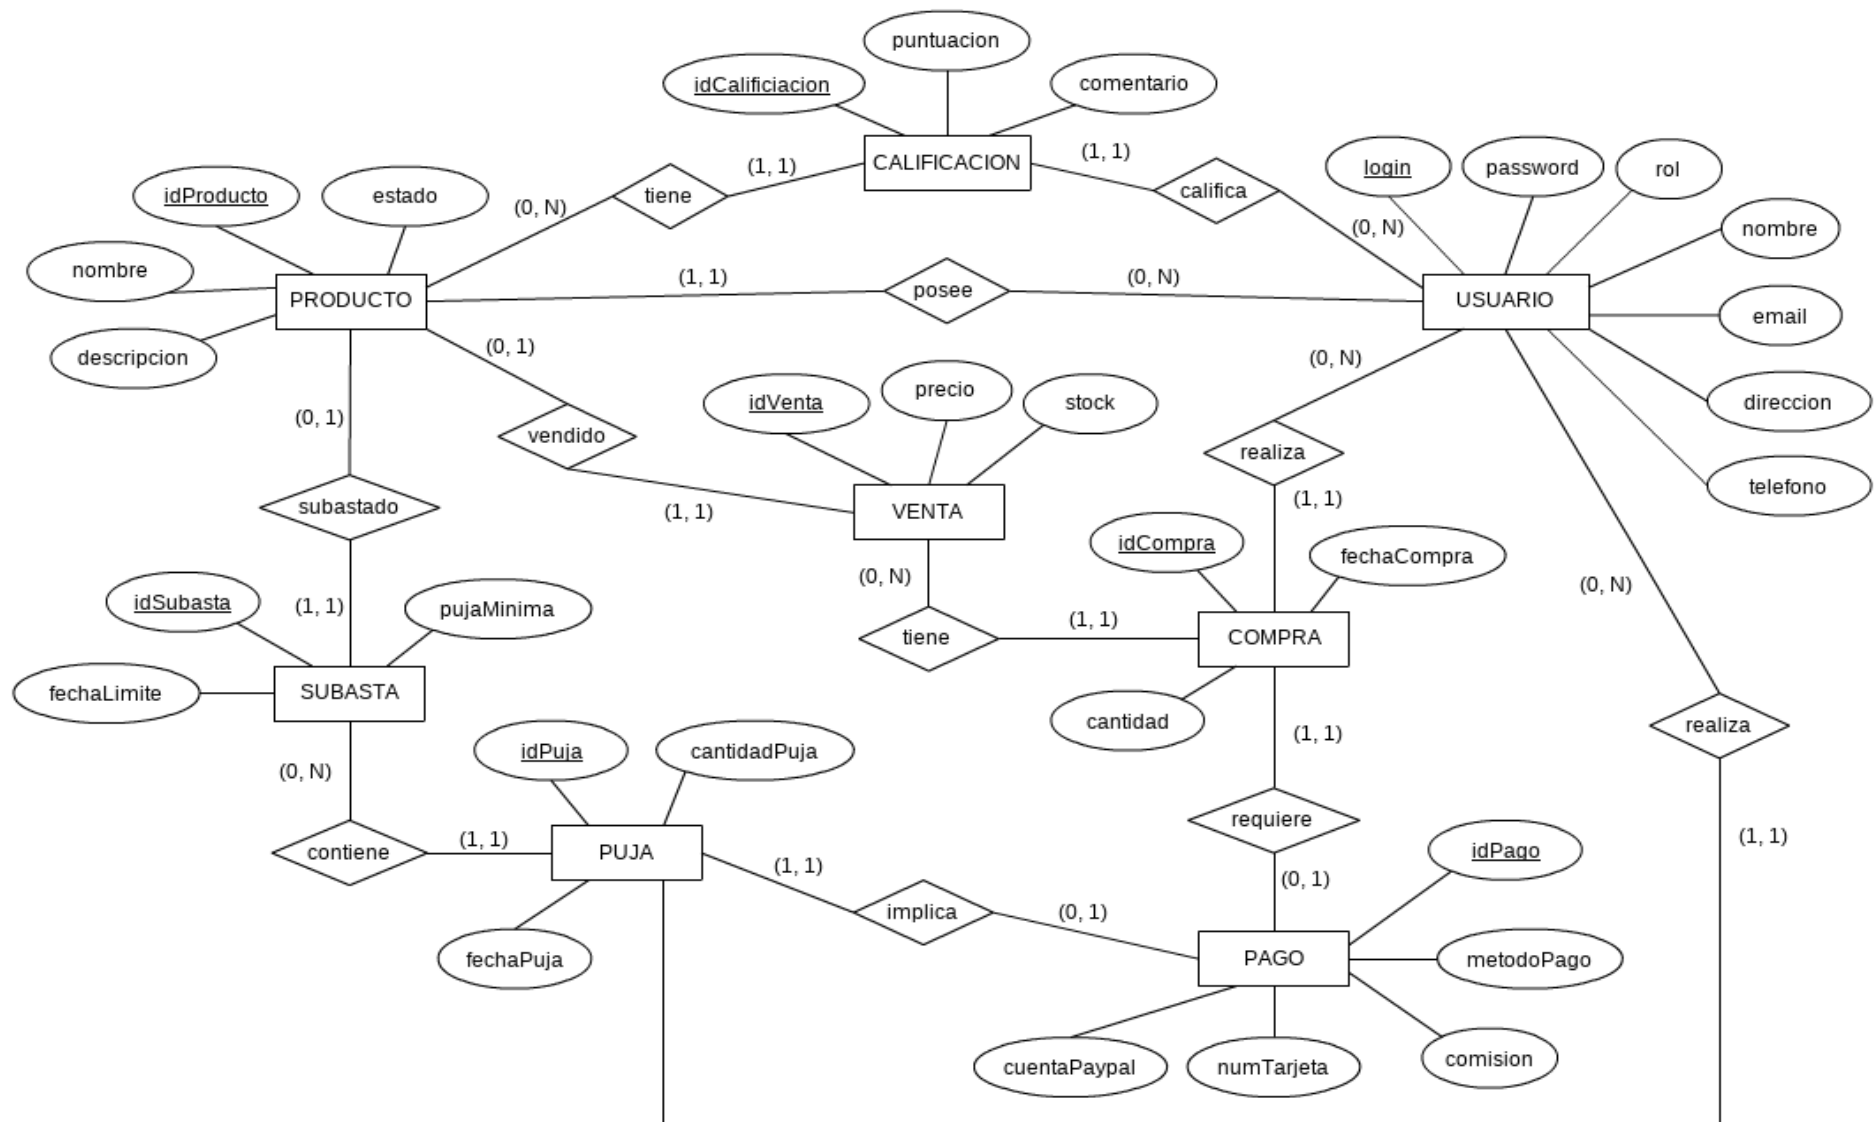 puntuacion
idCalificiacion
comentario
CALIFICACION
(1, 1)
(1, 1)
tiene
califica
(0, N)
(0, N)
login
password
rol
nombre
email
direccion
telefono
USUARIO
idProducto
estado
nombre
descripcion
PRODUCTO
(1, 1)
posee
(0, N)
(0, 1)
(0, 1)
vendido
(1, 1)
idVenta
precio
stock
VENTA
(0, N)
realiza
(1, 1)
subastado
(1, 1)
idSubasta
pujaMinima
fechaLimite
SUBASTA
(0, N)
tiene
(1, 1)
idCompra
fechaCompra
COMPRA
cantidad
(0, N)
realiza
(1, 1)
(0, N)
contiene
(1, 1)
idPuja
cantidadPuja
PUJA
fechaPuja
(1, 1)
implica
(0, 1)
(1, 1)
requiere
(0, 1)
idPago
metodoPago
PAGO
comision
cuentaPaypal
numTarjeta